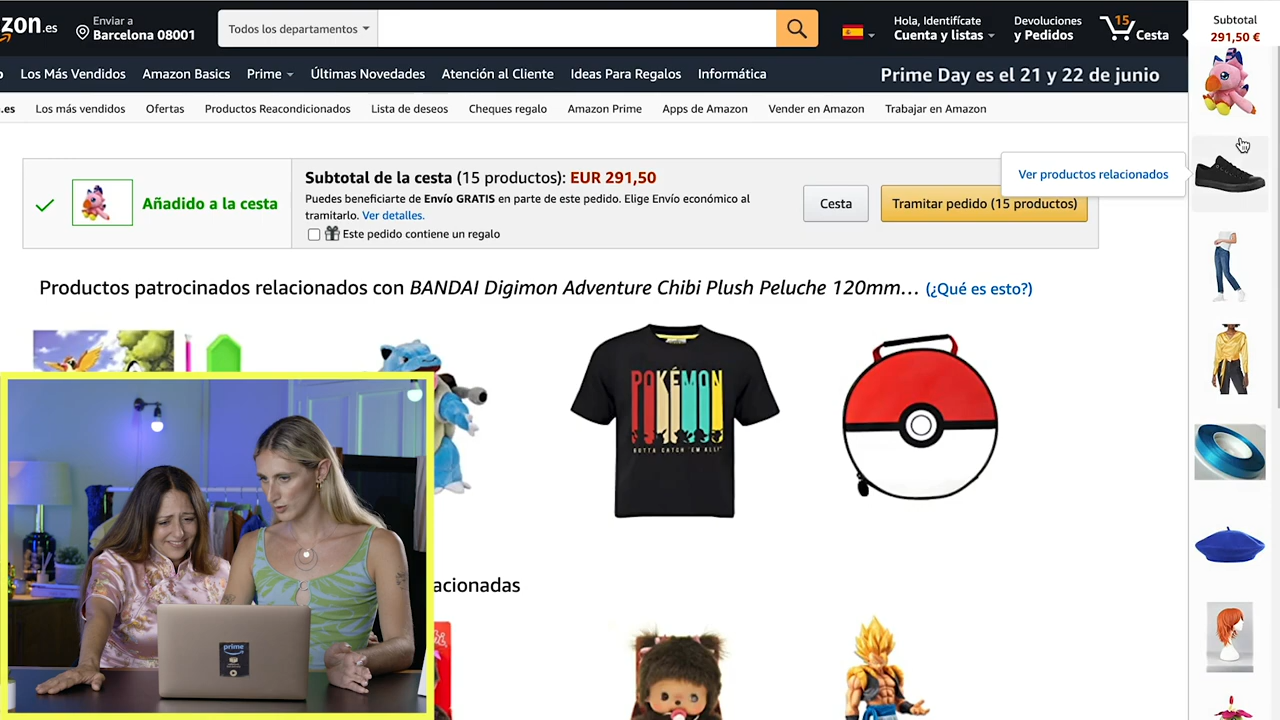 zon.es
Enviar a
Barcelona 08001
Todos los departamentos
Hola, Identifícate
Cuenta y listas
Devoluciones
y Pedidos
15
Cesta
Subtotal
291,50 €
Los Más Vendidos
Amazon Basics
Prime
Últimas Novedades
Atención al Cliente
Ideas Para Regalos
Informática
Prime Day es el 21 y 22 de junio
.es
Los más vendidos
Ofertas
Productos Reacondicionados
Lista de deseos
Cheques regalo
Amazon Prime
Apps de Amazon
Vender en Amazon
Trabajar en Amazon
Añadido a la cesta
Subtotal de la cesta (15 productos): EUR 291,50
Puedes beneficiarte de Envío GRATIS en parte de este pedido. Elige Envío económico al
tramitarlo. Ver detalles.
Este pedido contiene un regalo
Cesta
Tramitar pedido (15 productos)
Ver productos relacionados
Productos patrocinados relacionados con BANDAI Digimon Adventure Chibi Plush Peluche 120mm… (¿Qué es esto?)
POKÉMON
GOTTA CATCH 'EM ALL!
acionadas
prime